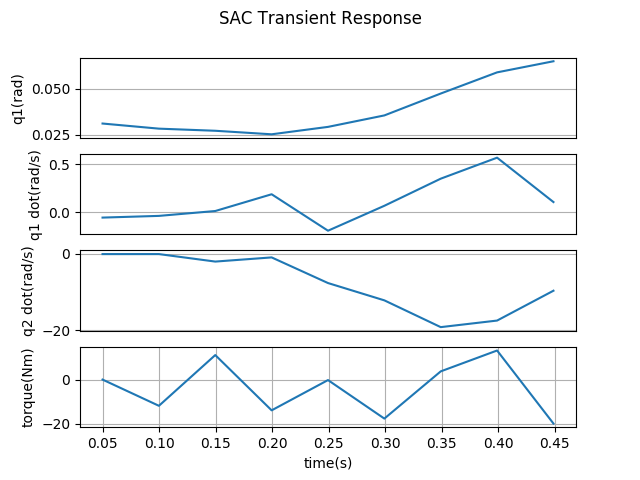 SAC Transient Response
q1(rad)
0.050
0.025
q1 dot(rad/s)
0.5
0.0
q2 dot(rad/s)
0
−20
torque(Nm)
0
−20
0.05 0.10 0.15 0.20 0.25 0.30 0.35 0.40 0.45
time(s)